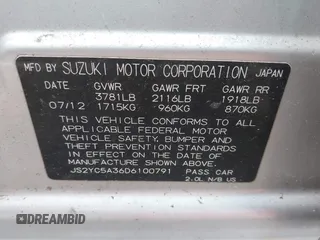 MFD BY SUZUKI MOTOR CORPORATION JAPAN
DATE GVWR GAWR FRT GAWR RR
07/12 3781LB 2116LB 1918LB
1715KG 960KG 870KG
THIS VEHICLE CONFORMS TO ALL
APPLICABLE FEDERAL MOTOR
VEHICLE SAFETY, BUMPER AND
THEFT PREVENTION STANDARDS
IN EFFECT ON THE DATE OF
MANUFACTURE SHOWN ABOVE.
JS2YC5A36D6100791 PASS CAR
2.0L N/B US
DREAMBID